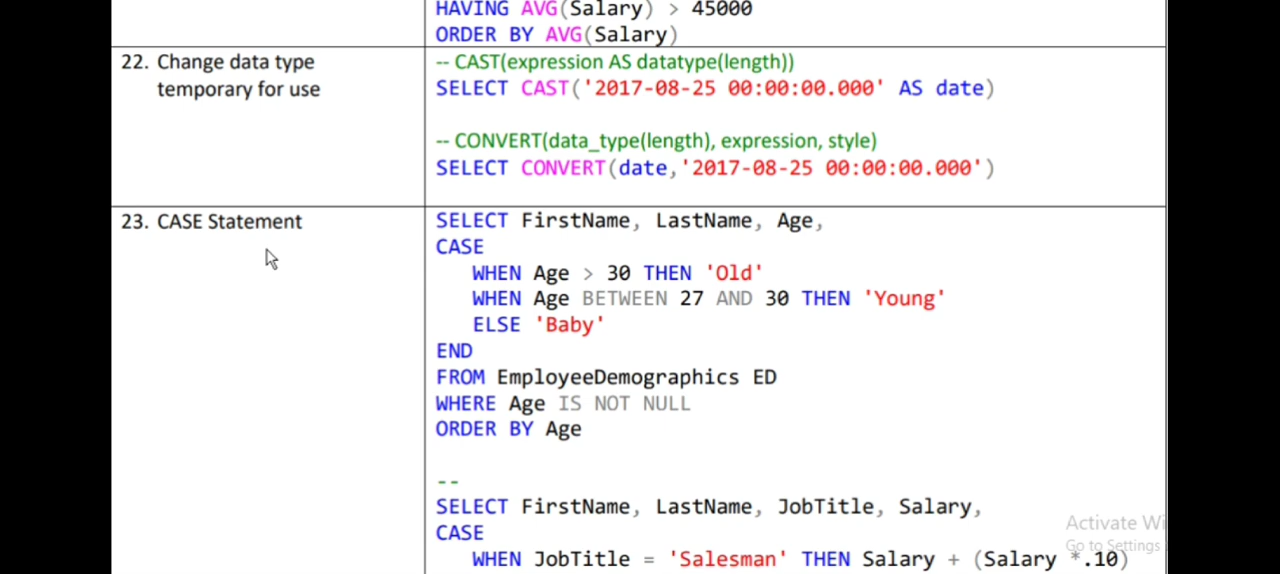 HAVING AVG(Salary) > 45000
ORDER BY AVG(Salary)
22. Change data type
temporary for use
-- CAST(expression AS datatype(length))
SELECT CAST('2017-08-25 00:00:00.000' AS date)
-- CONVERT(data_type(length), expression, style)
SELECT CONVERT(date,'2017-08-25 00:00:00.000')
23. CASE Statement
SELECT FirstName, LastName, Age,
CASE
WHEN Age > 30 THEN 'Old'
WHEN Age BETWEEN 27 AND 30 THEN 'Young'
ELSE 'Baby'
END
FROM EmployeeDemographics ED
WHERE Age IS NOT NULL
ORDER BY Age
--
SELECT FirstName, LastName, JobTitle, Salary,
CASE
WHEN JobTitle = 'Salesman' THEN Salary + (Salary *.10)
Activate Wi
Go to Settings